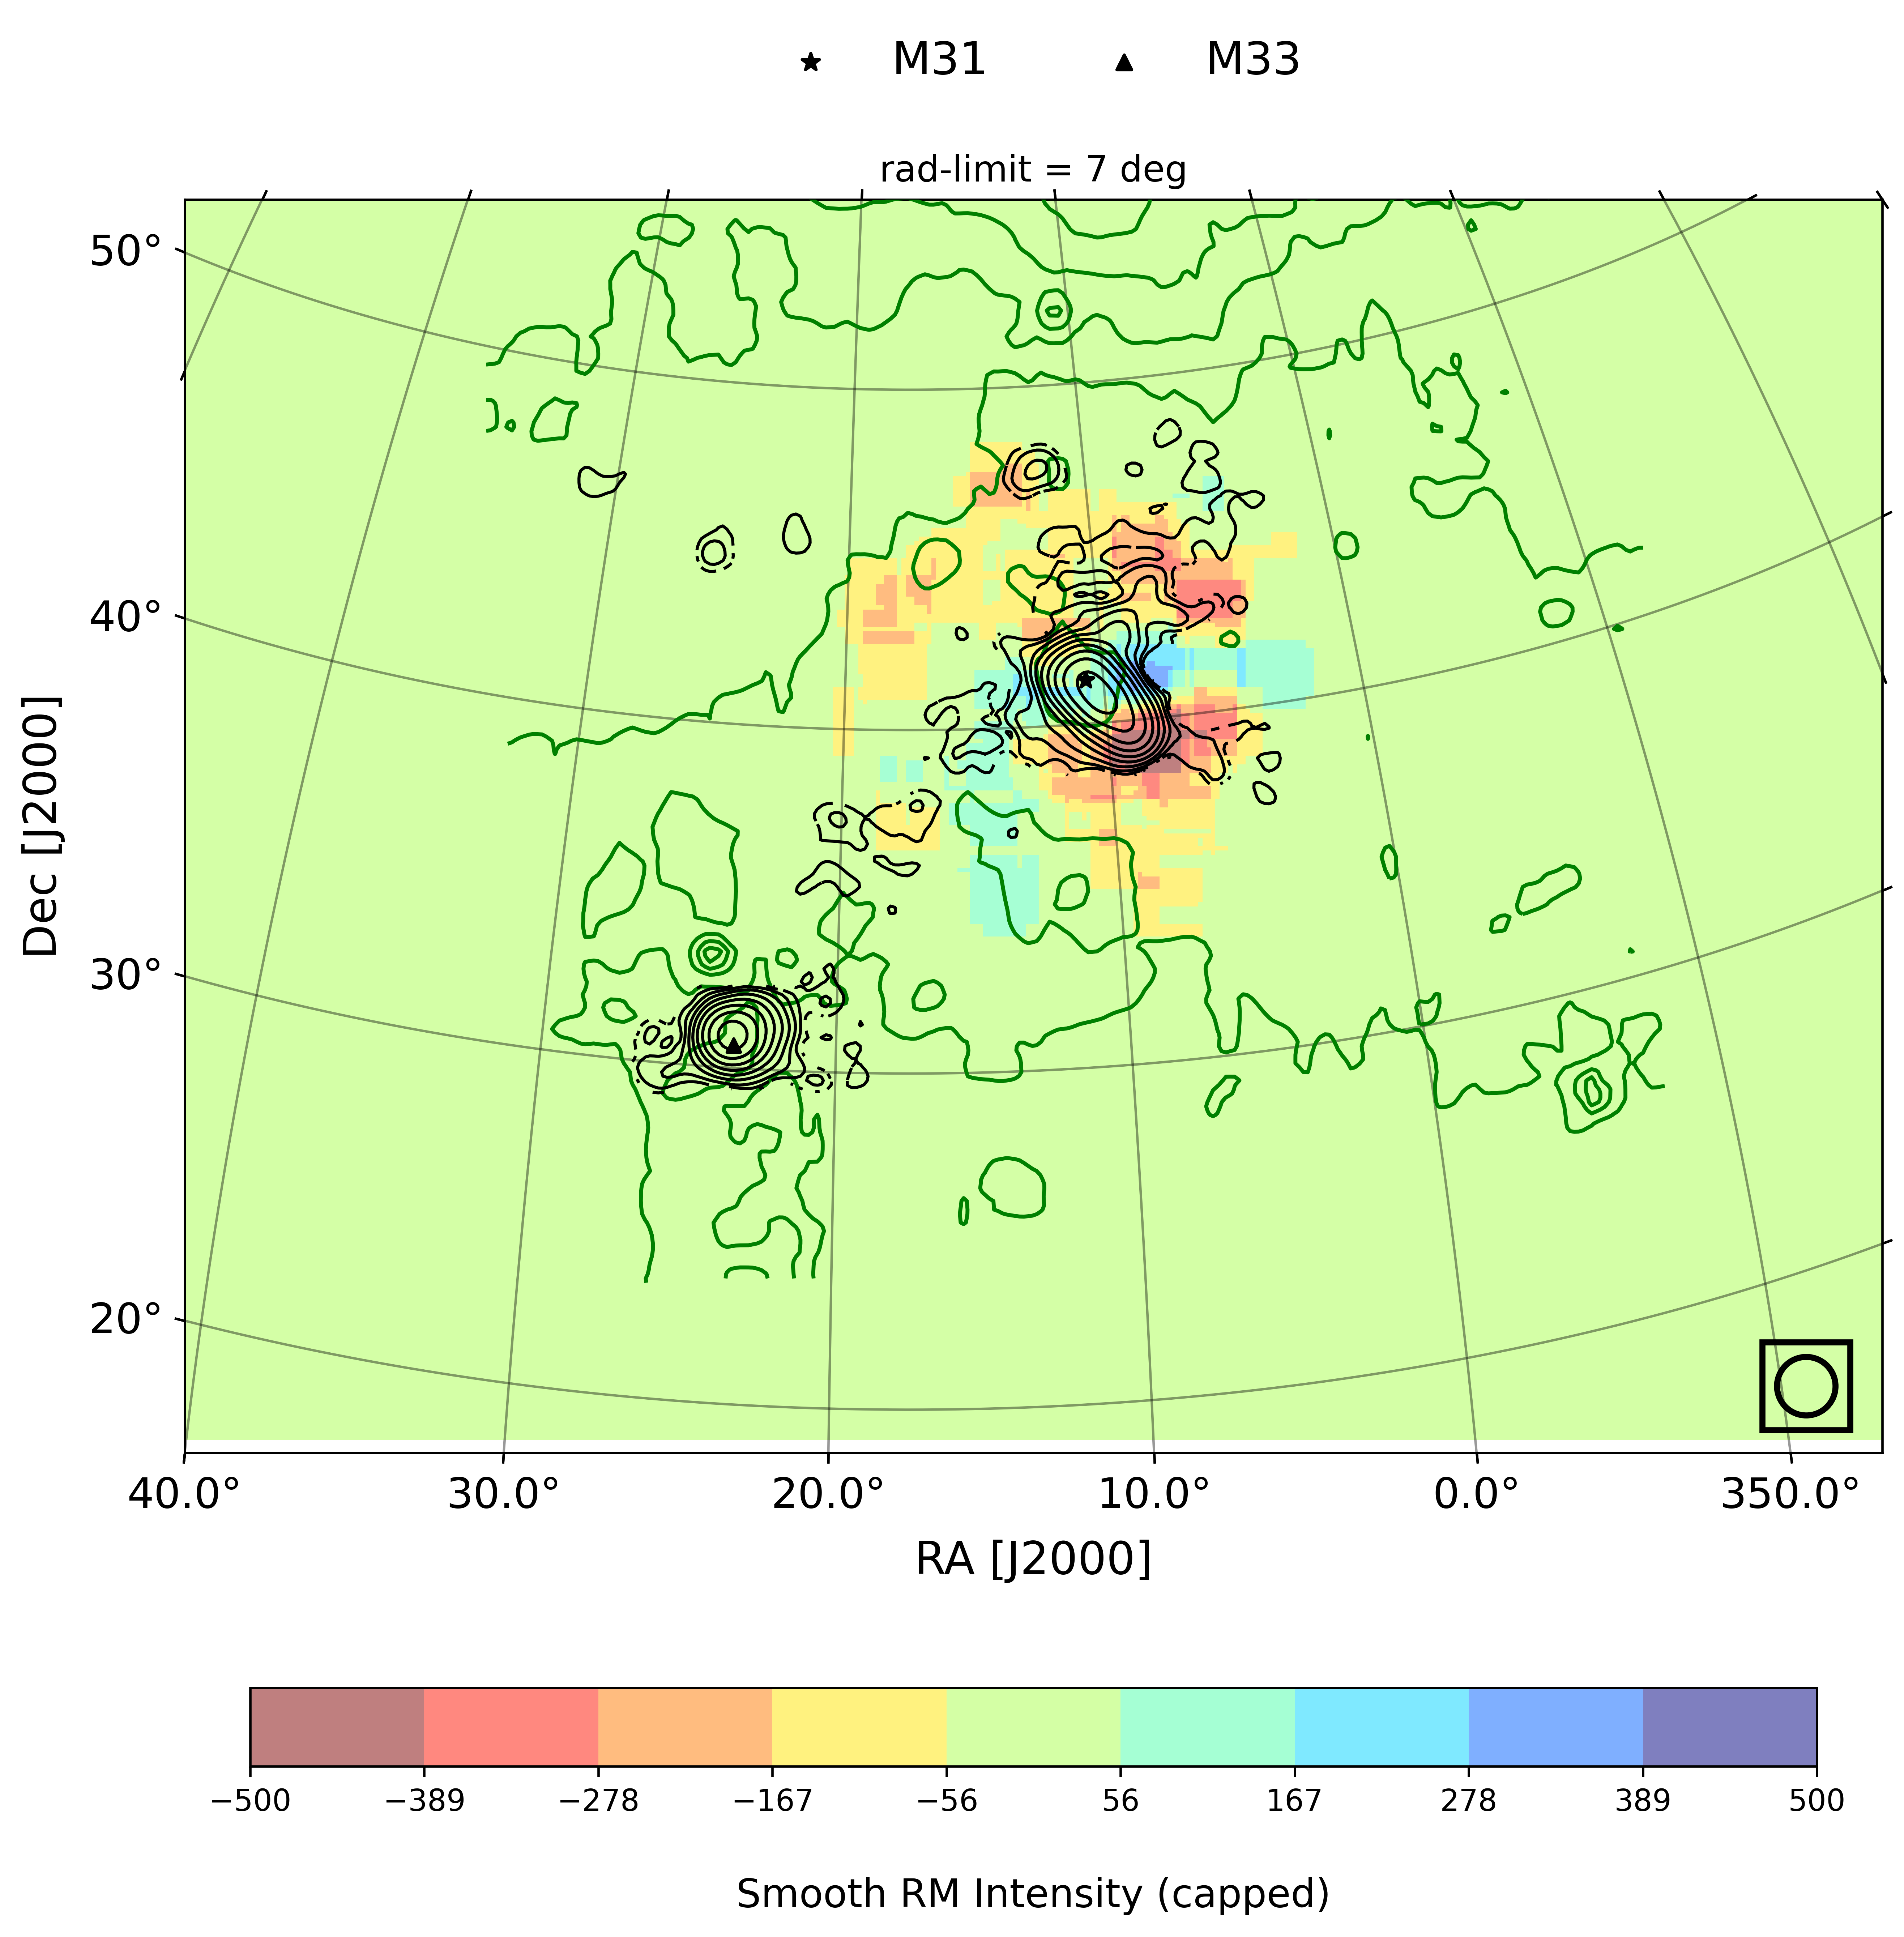 M31 M33
rad-limit = 7 deg
50°
40°
30°
20°
Dec [J2000]
40.0° 30.0° 20.0° 10.0° 0.0° 350.0°
RA [J2000]
−500 −389 −278 −167 −56 56 167 278 389 500
Smooth RM Intensity (capped)